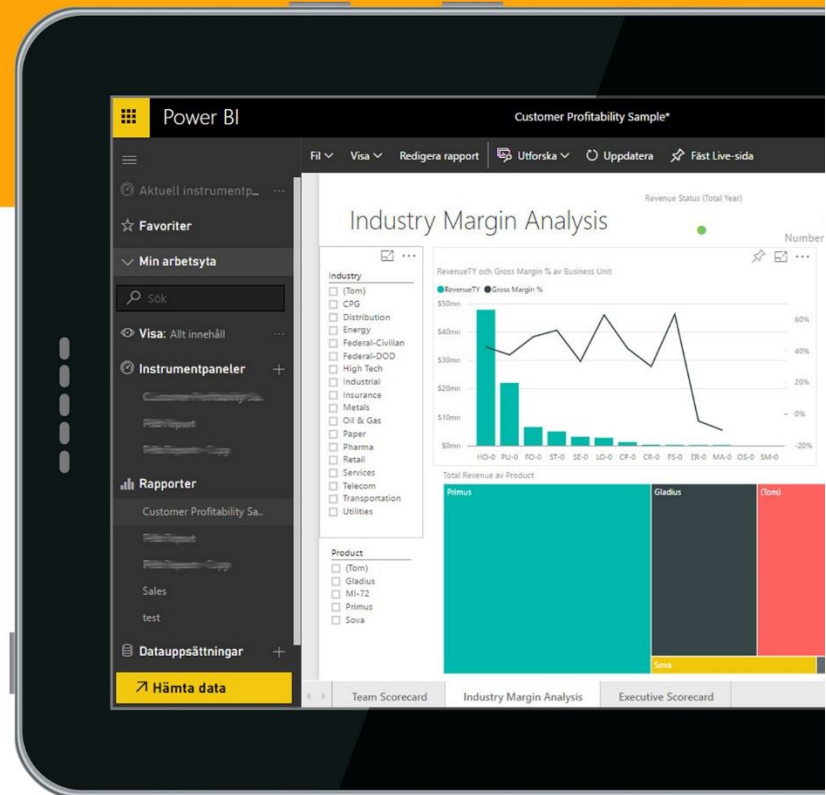 Power BI
Customer Profitability Sample*
Fil Visa Redigera rapport Utforska Uppdatera Fäst Live-sida
Aktuell instrumentp...
Favoriter
Min arbetsyta
Sök
Visa: Allt innehåll
Instrumentpaneler
Rapporter
Customer Profitability Sa..
Sales
test
Datauppsättningar
Hämta data
Industry Margin Analysis
Revenue Status (Total Year)
Number
Industry
(Tom)
CPG
Distribution
Energy
Federal-Civilian
Federal-DOD
High Tech
Industrial
Insurance
Metals
Oil & Gas
Paper
Pharma
Retail
Services
Telecom
Transportation
Utilities
Product
(Tom)
Gladius
MI-72
Primus
Sova
RevenueTY och Gross Margin % av Business Unit
RevenueTY Gross Margin %
$50mn
$40mn
$30mn
$20mn
$10mn
$0mn
60%
40%
20%
0%
-20%
HO-0 PU-0 FO-0 ST-0 SE-0 LO-0 CP-0 CR-0 FS-0 ER-0 MA-0 OS-0 SM-0
Total Revenue av Product
Primus
Gladius
(Tom)
Sova
Team Scorecard Industry Margin Analysis Executive Scorecard